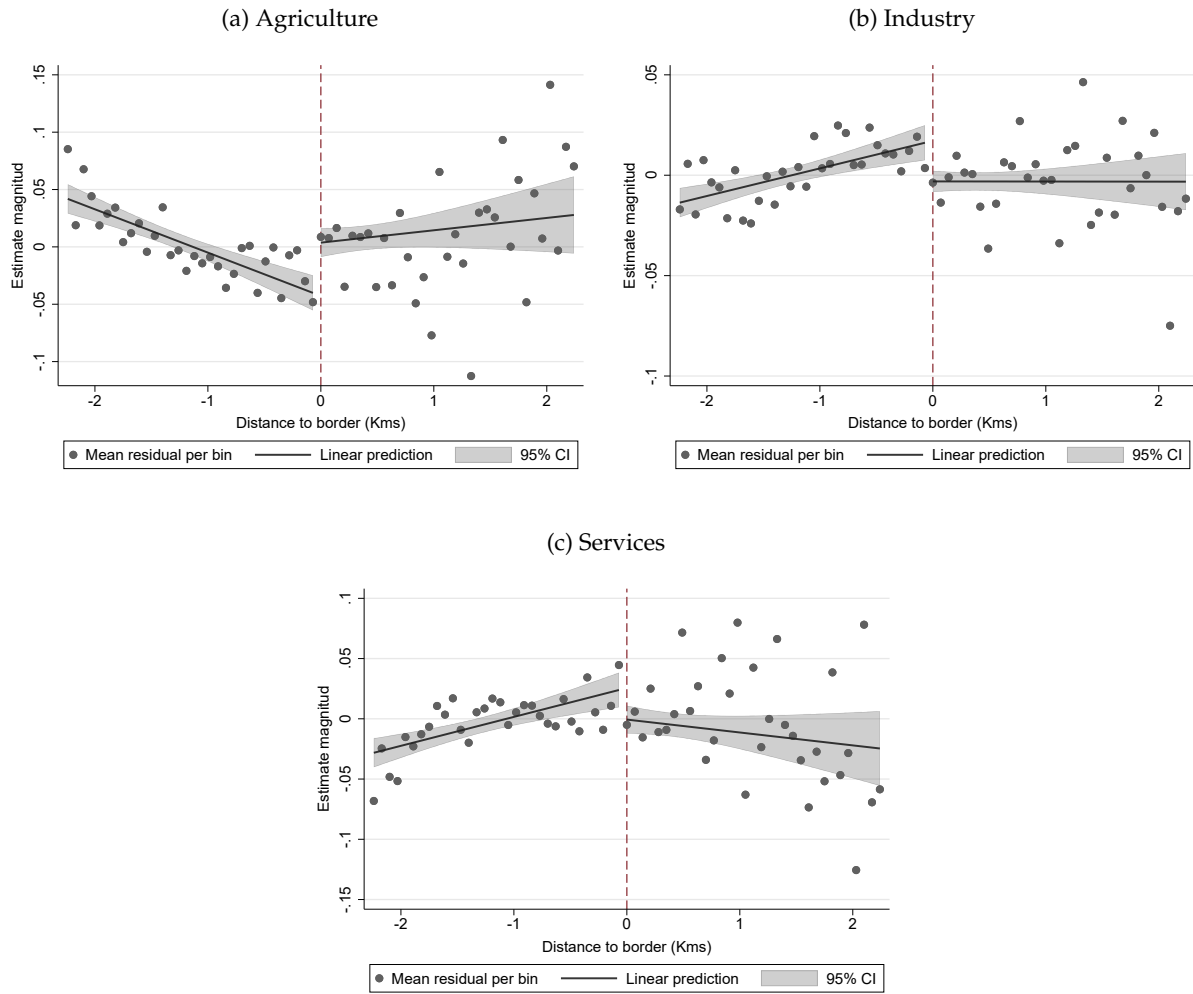 (a) Agriculture
Estimate magnitud
.15
.1
.05
0
-.05
-.1
-2 -1 0 1 2
Distance to border (Kms)
Mean residual per bin Linear prediction 95% CI
(b) Industry
Estimate magnitud
.05
0
-.05
-.1
-2 -1 0 1 2
Distance to border (Kms)
Mean residual per bin Linear prediction 95% CI
(c) Services
Estimate magnitud
.1
.05
0
-.05
-.1
-.15
-2 -1 0 1 2
Distance to border (Kms)
Mean residual per bin Linear prediction 95% CI